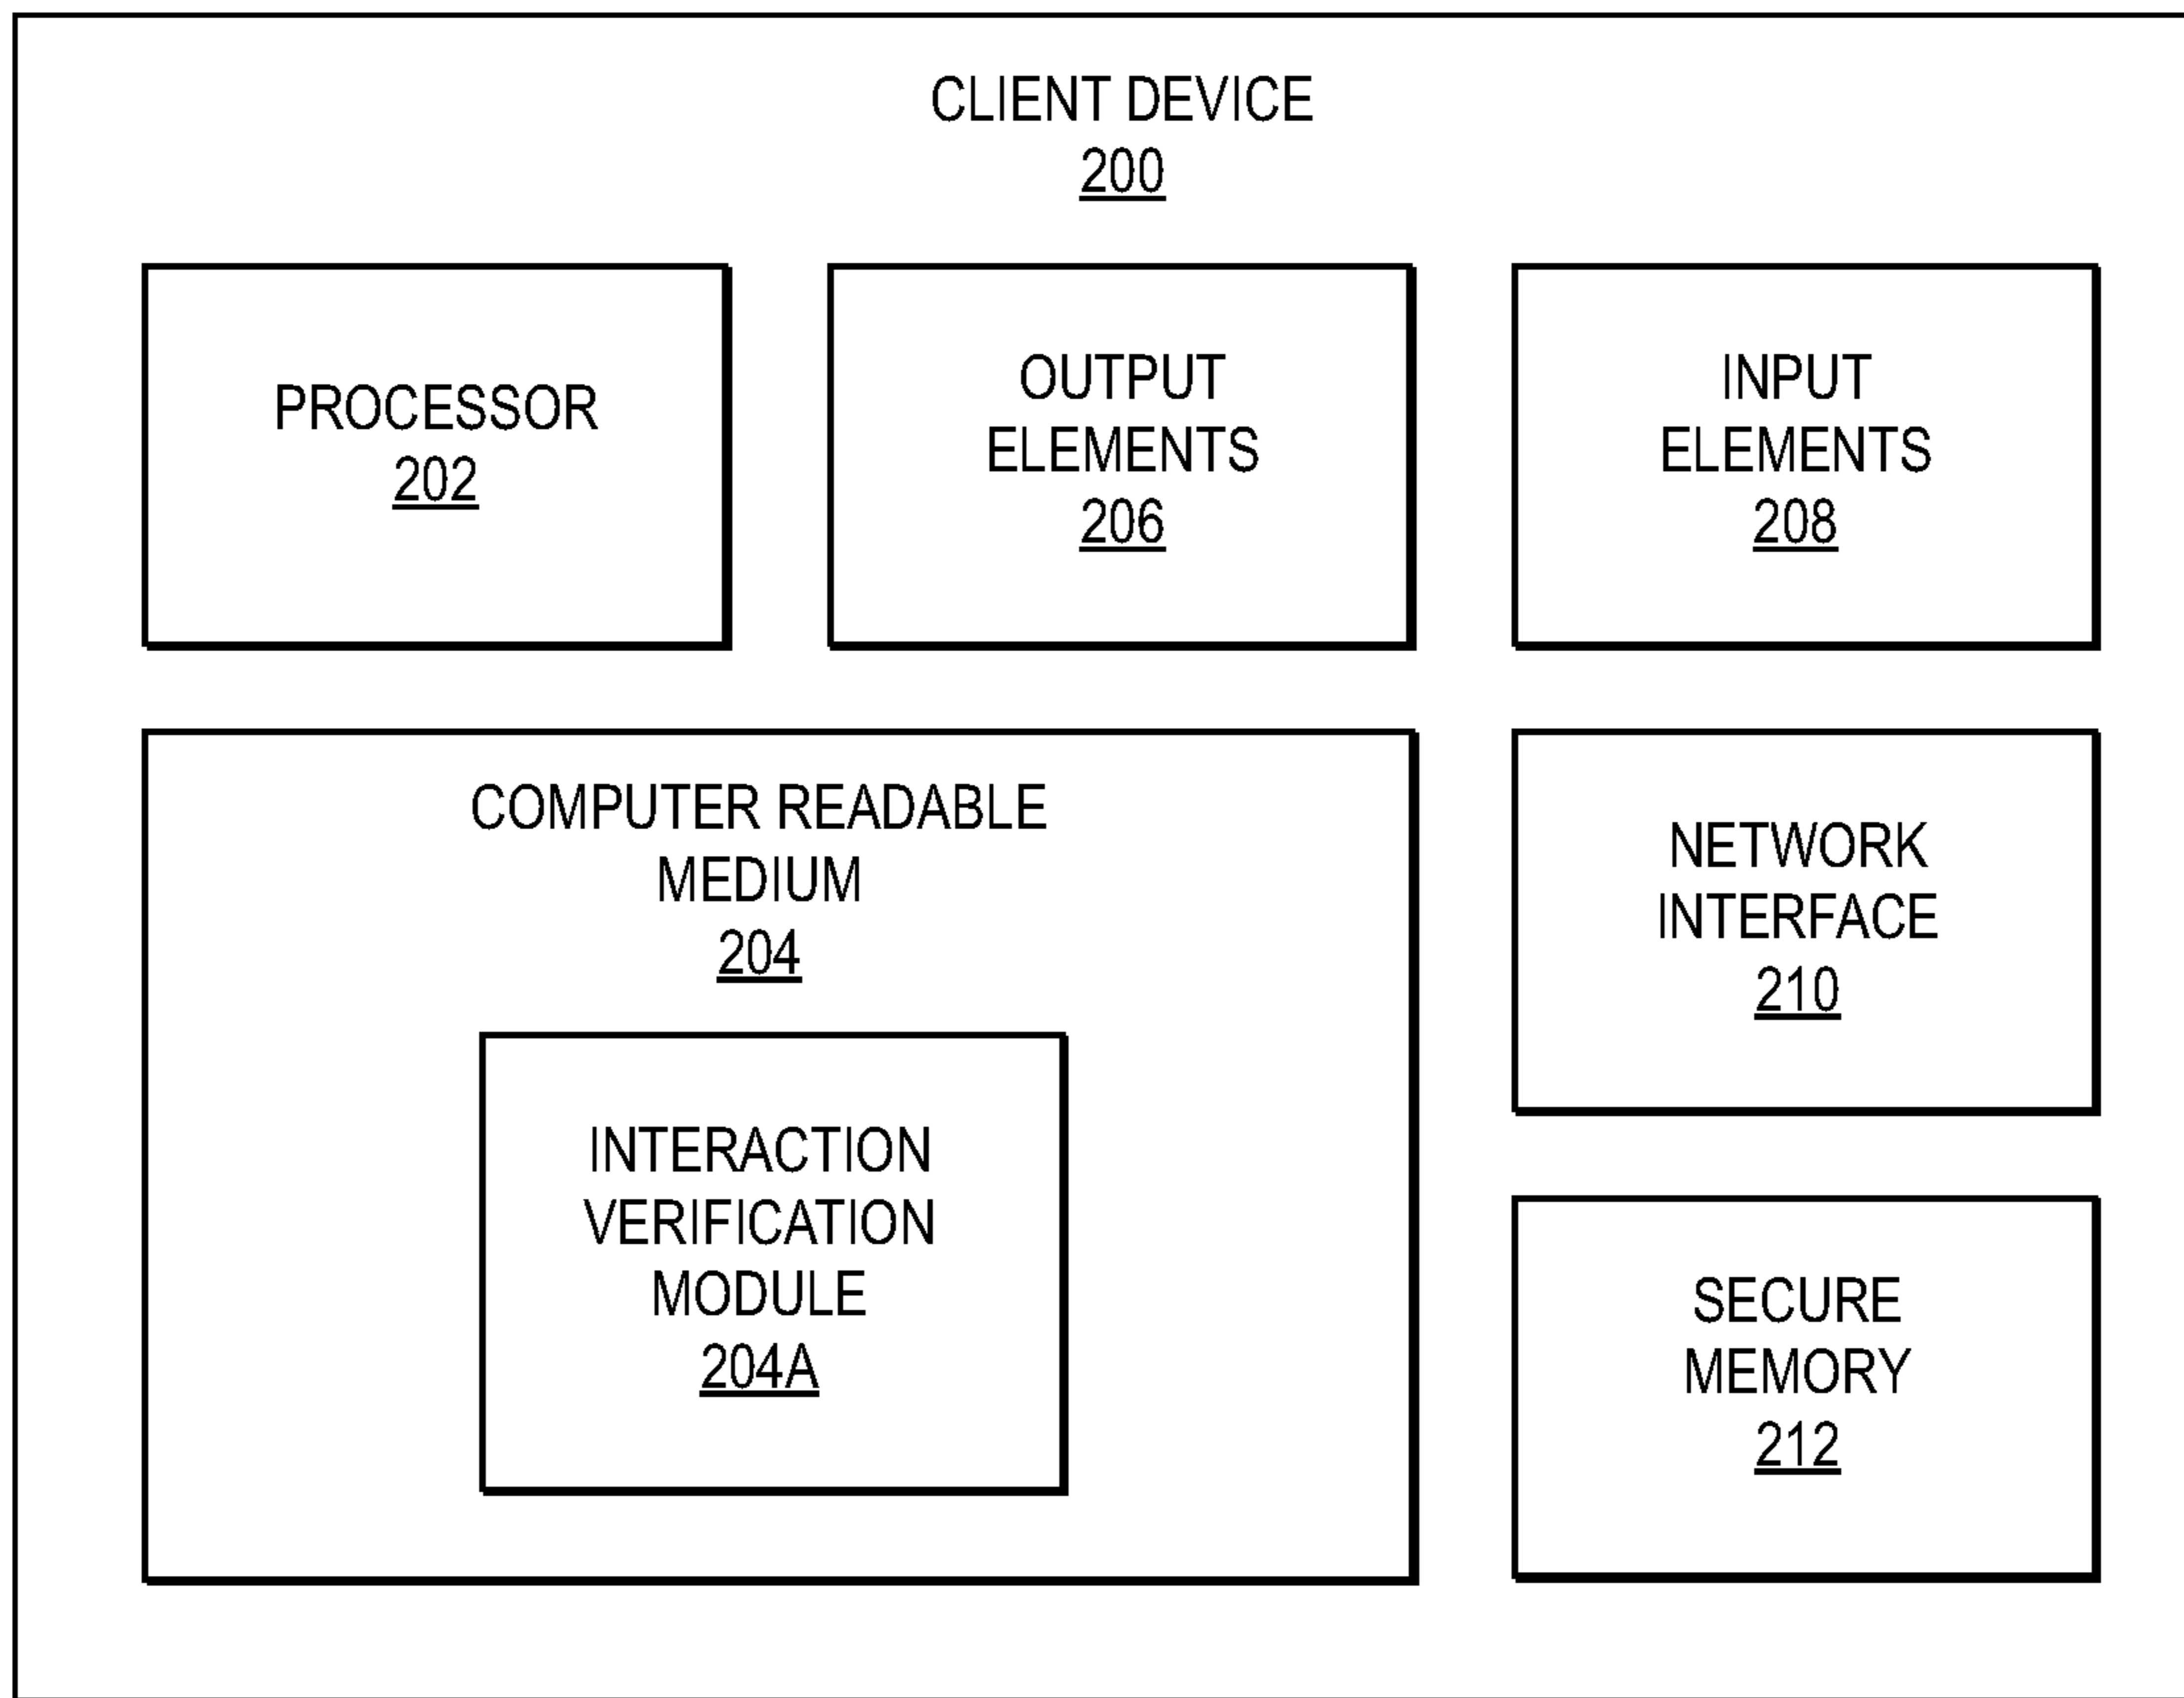 CLIENT DEVICE
200
PROCESSOR
202
OUTPUT
ELEMENTS
206
INPUT
ELEMENTS
208
COMPUTER READABLE
MEDIUM
204
INTERACTION
VERIFICATION
MODULE
204A
NETWORK
INTERFACE
210
SECURE
MEMORY
212